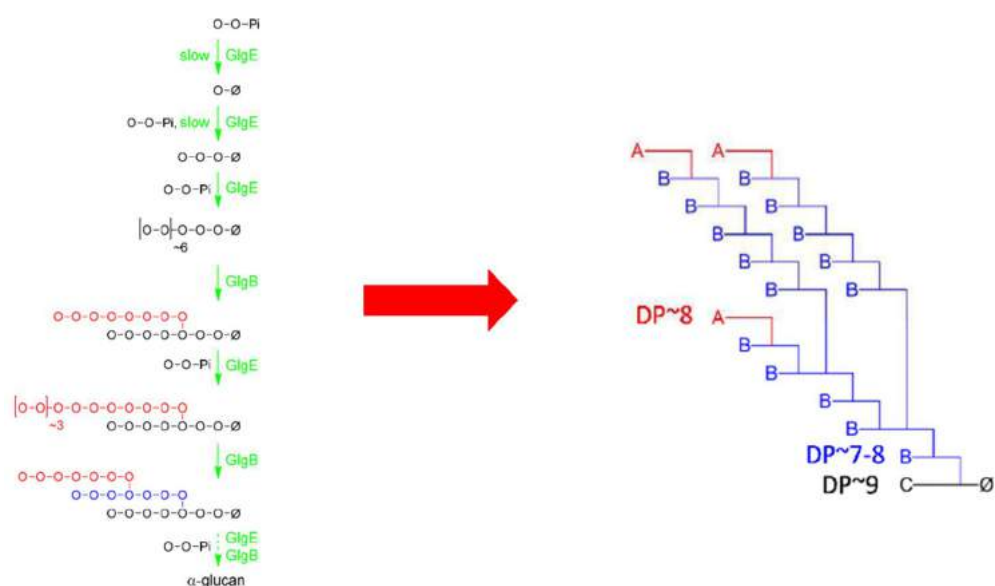 O-O-Pi
slow GlgE
O-Ø
O-O-Pi, slow GlgE
O-O-O-Ø
O-O-Pi GlgE
[O-O]-O-O-O-Ø
~6
GlgB
O-O-O-O-O-O-O-O
O-O-O-O-O-O-O-Ø
O-O-Pi GlgE
[O-O]-O-O-O-O-O-O-O-O
~3
O-O-O-O-O-O-O-Ø
GlgB
O-O-O-O-O-O-O
O-O-O-O-O-O-O
O-O-O-O-O-O-O-Ø
O-O-Pi GlgE
GlgB
α-glucan
A A
B B
B B
B B
B B
DP~8 A
B
B
B
B
DP~7-8 B
DP~9 C Ø